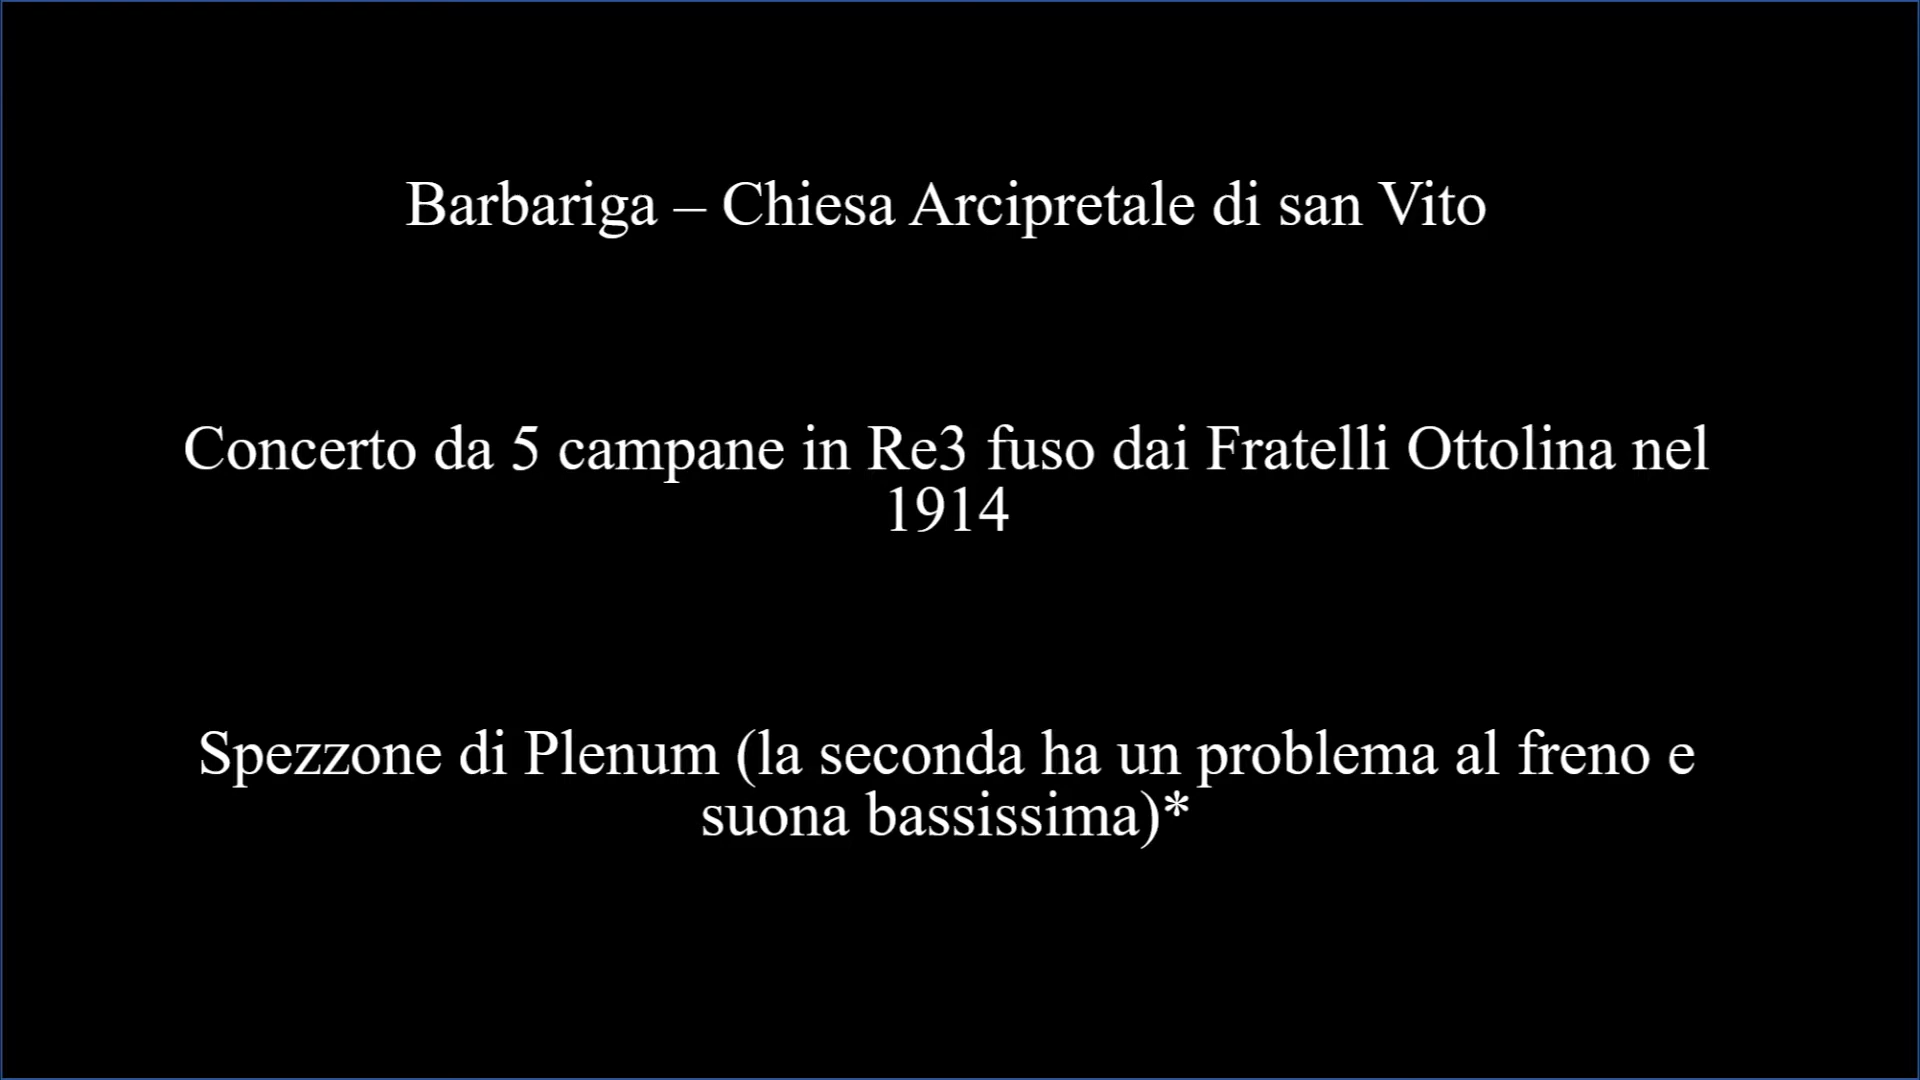 Barbariga – Chiesa Arcipretale di san Vito
Concerto da 5 campane in Re3 fuso dai Fratelli Ottolina nel
1914
Spezzone di Plenum (la seconda ha un problema al freno e
suona bassissima)*